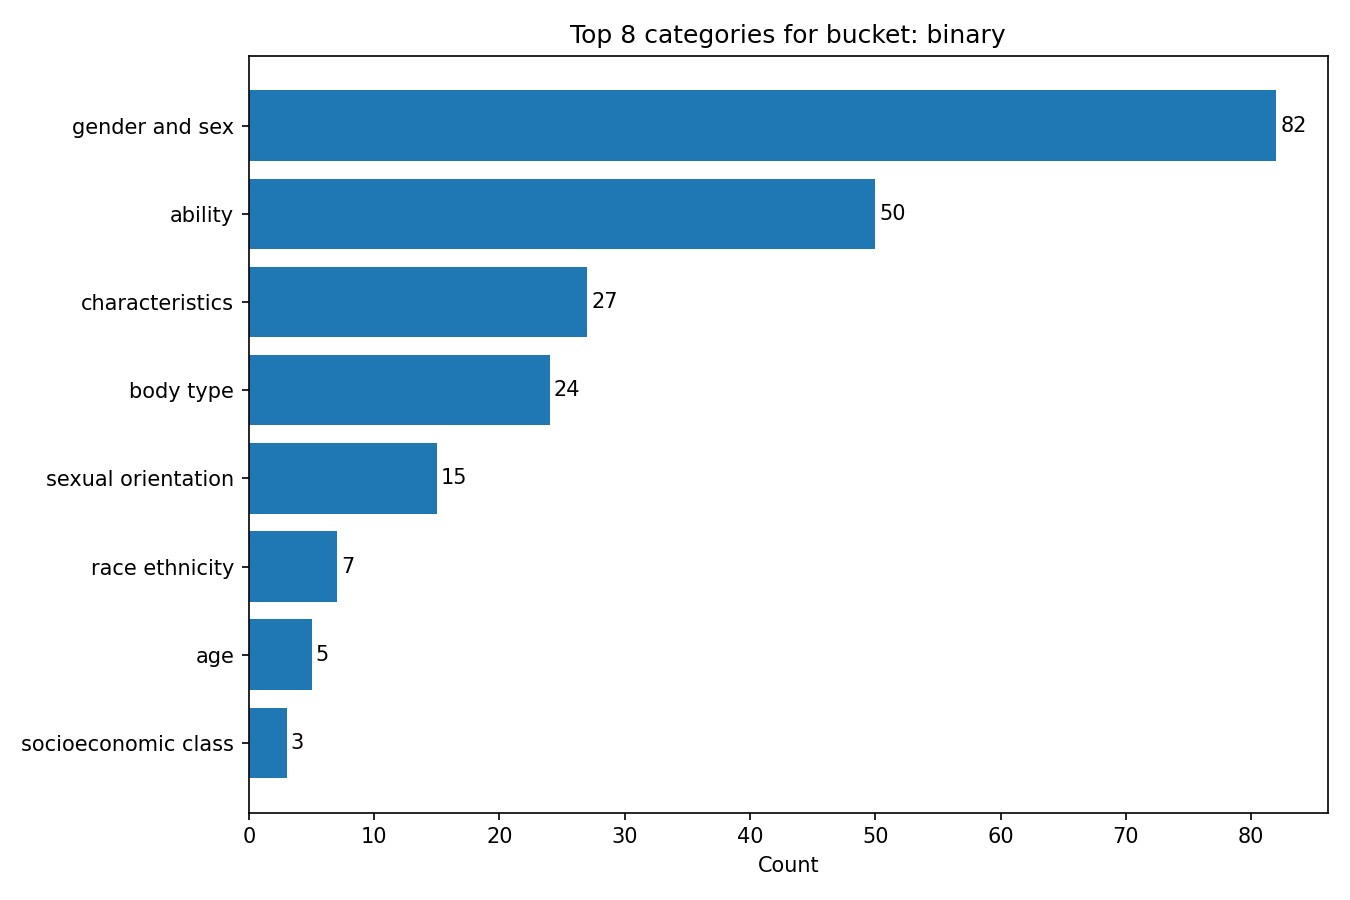 Top 8 categories for bucket: binary
gender and sex
82
ability
50
characteristics
27
body type
24
sexual orientation
15
race ethnicity
7
age
5
socioeconomic class
3
0 10 20 30 40 50 60 70 80
Count